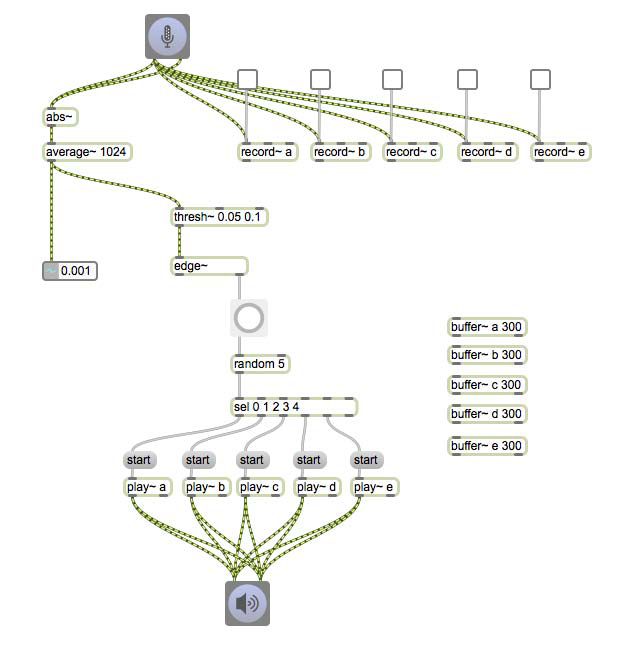 abs~
average~ 1024
record~ a
record~ b
record~ c
record~ d
record~ e
thresh~ 0.05 0.1
0.001
edge~
buffer~ a 300
buffer~ b 300
random 5
buffer~ c 300
sel 0 1 2 3 4
buffer~ d 300
buffer~ e 300
start
start
start
start
start
play~ a
play~ b
play~ c
play~ d
play~ e